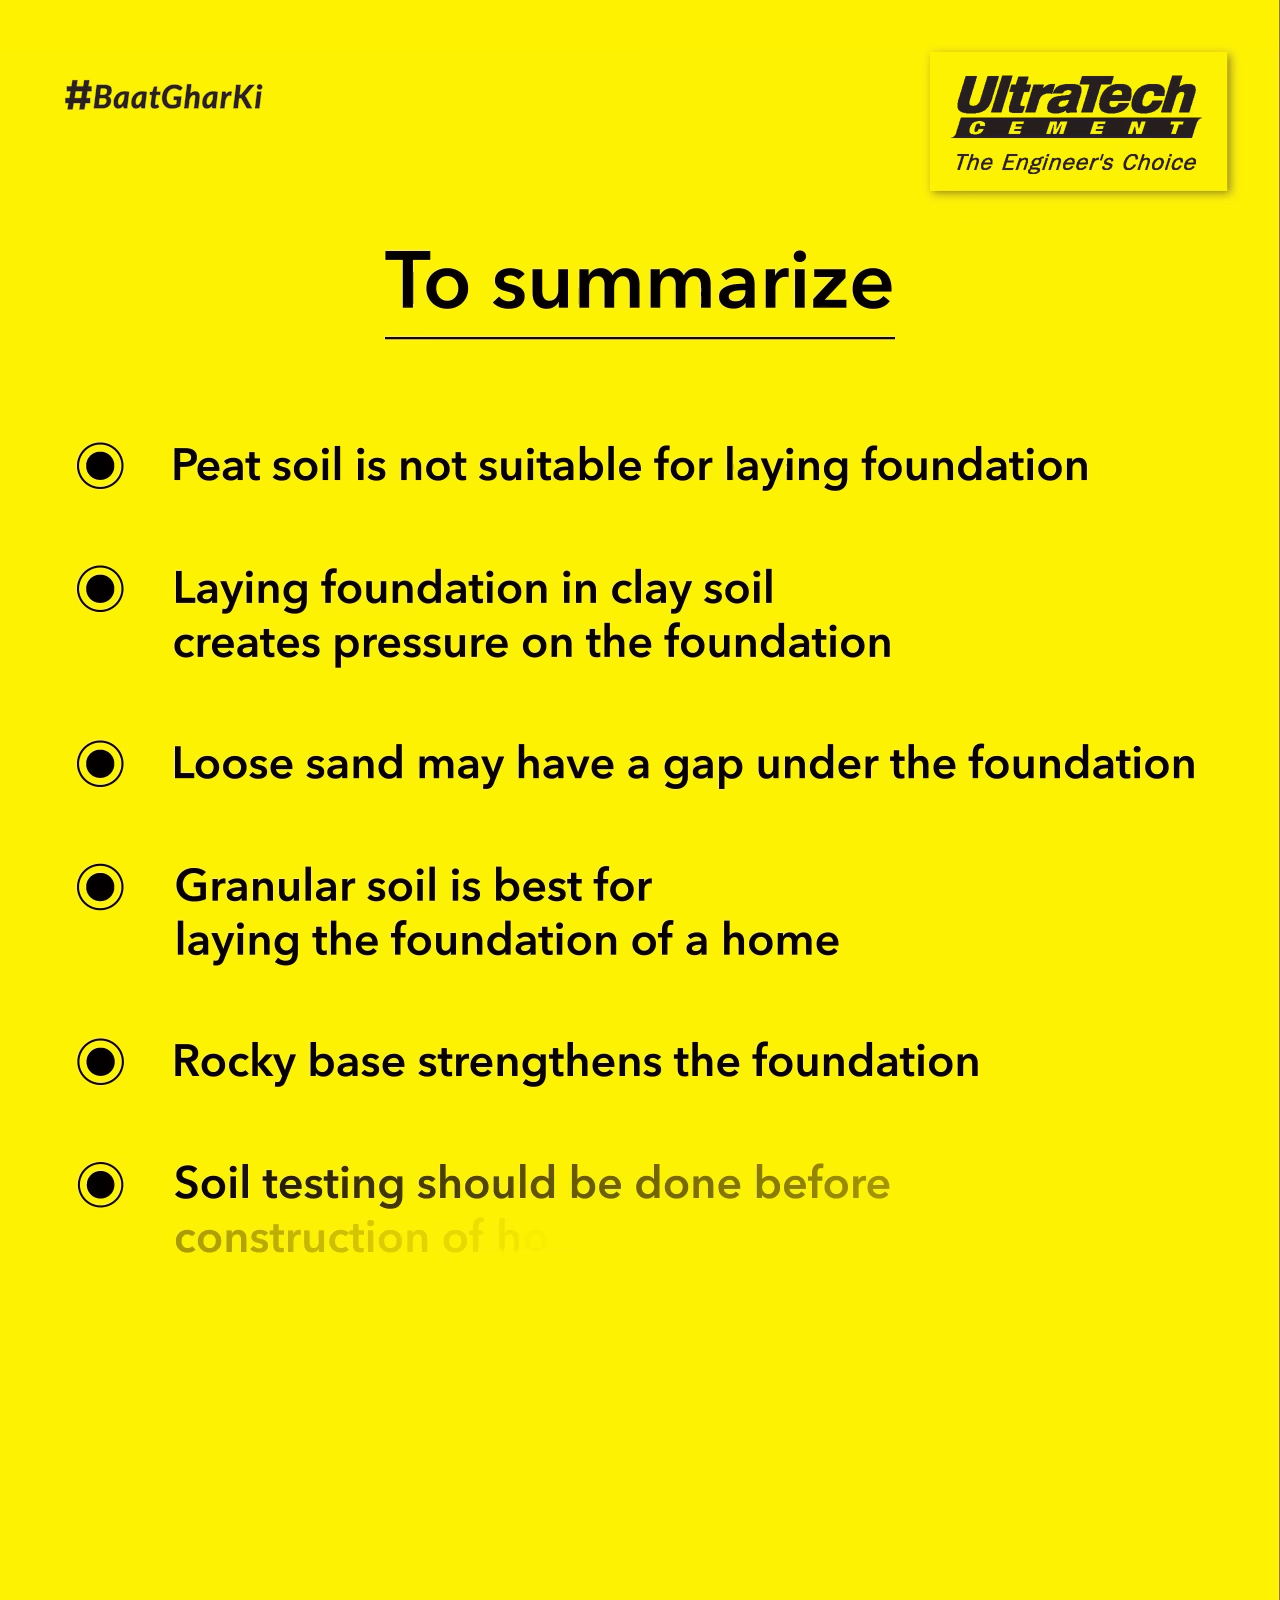 #BaatGharKi
UltraTech
CEMENT
The Engineer's Choice
To summarize
Peat soil is not suitable for laying foundation
Laying foundation in clay soil
creates pressure on the foundation
Loose sand may have a gap under the foundation
Granular soil is best for
laying the foundation of a home
Rocky base strengthens the foundation
Soil testing should be done before
construction of ho